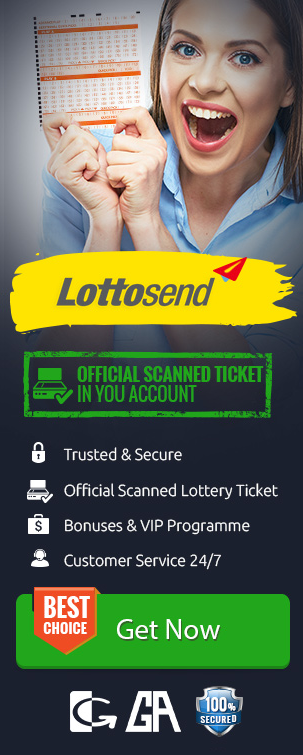 Lottosend
OFFICIAL SCANNED TICKET
IN YOU ACCOUNT
Trusted & Secure
Official Scanned Lottery Ticket
Bonuses & VIP Programme
Customer Service 24/7
BEST
CHOICE
Get Now
G GA
100%
SECURED